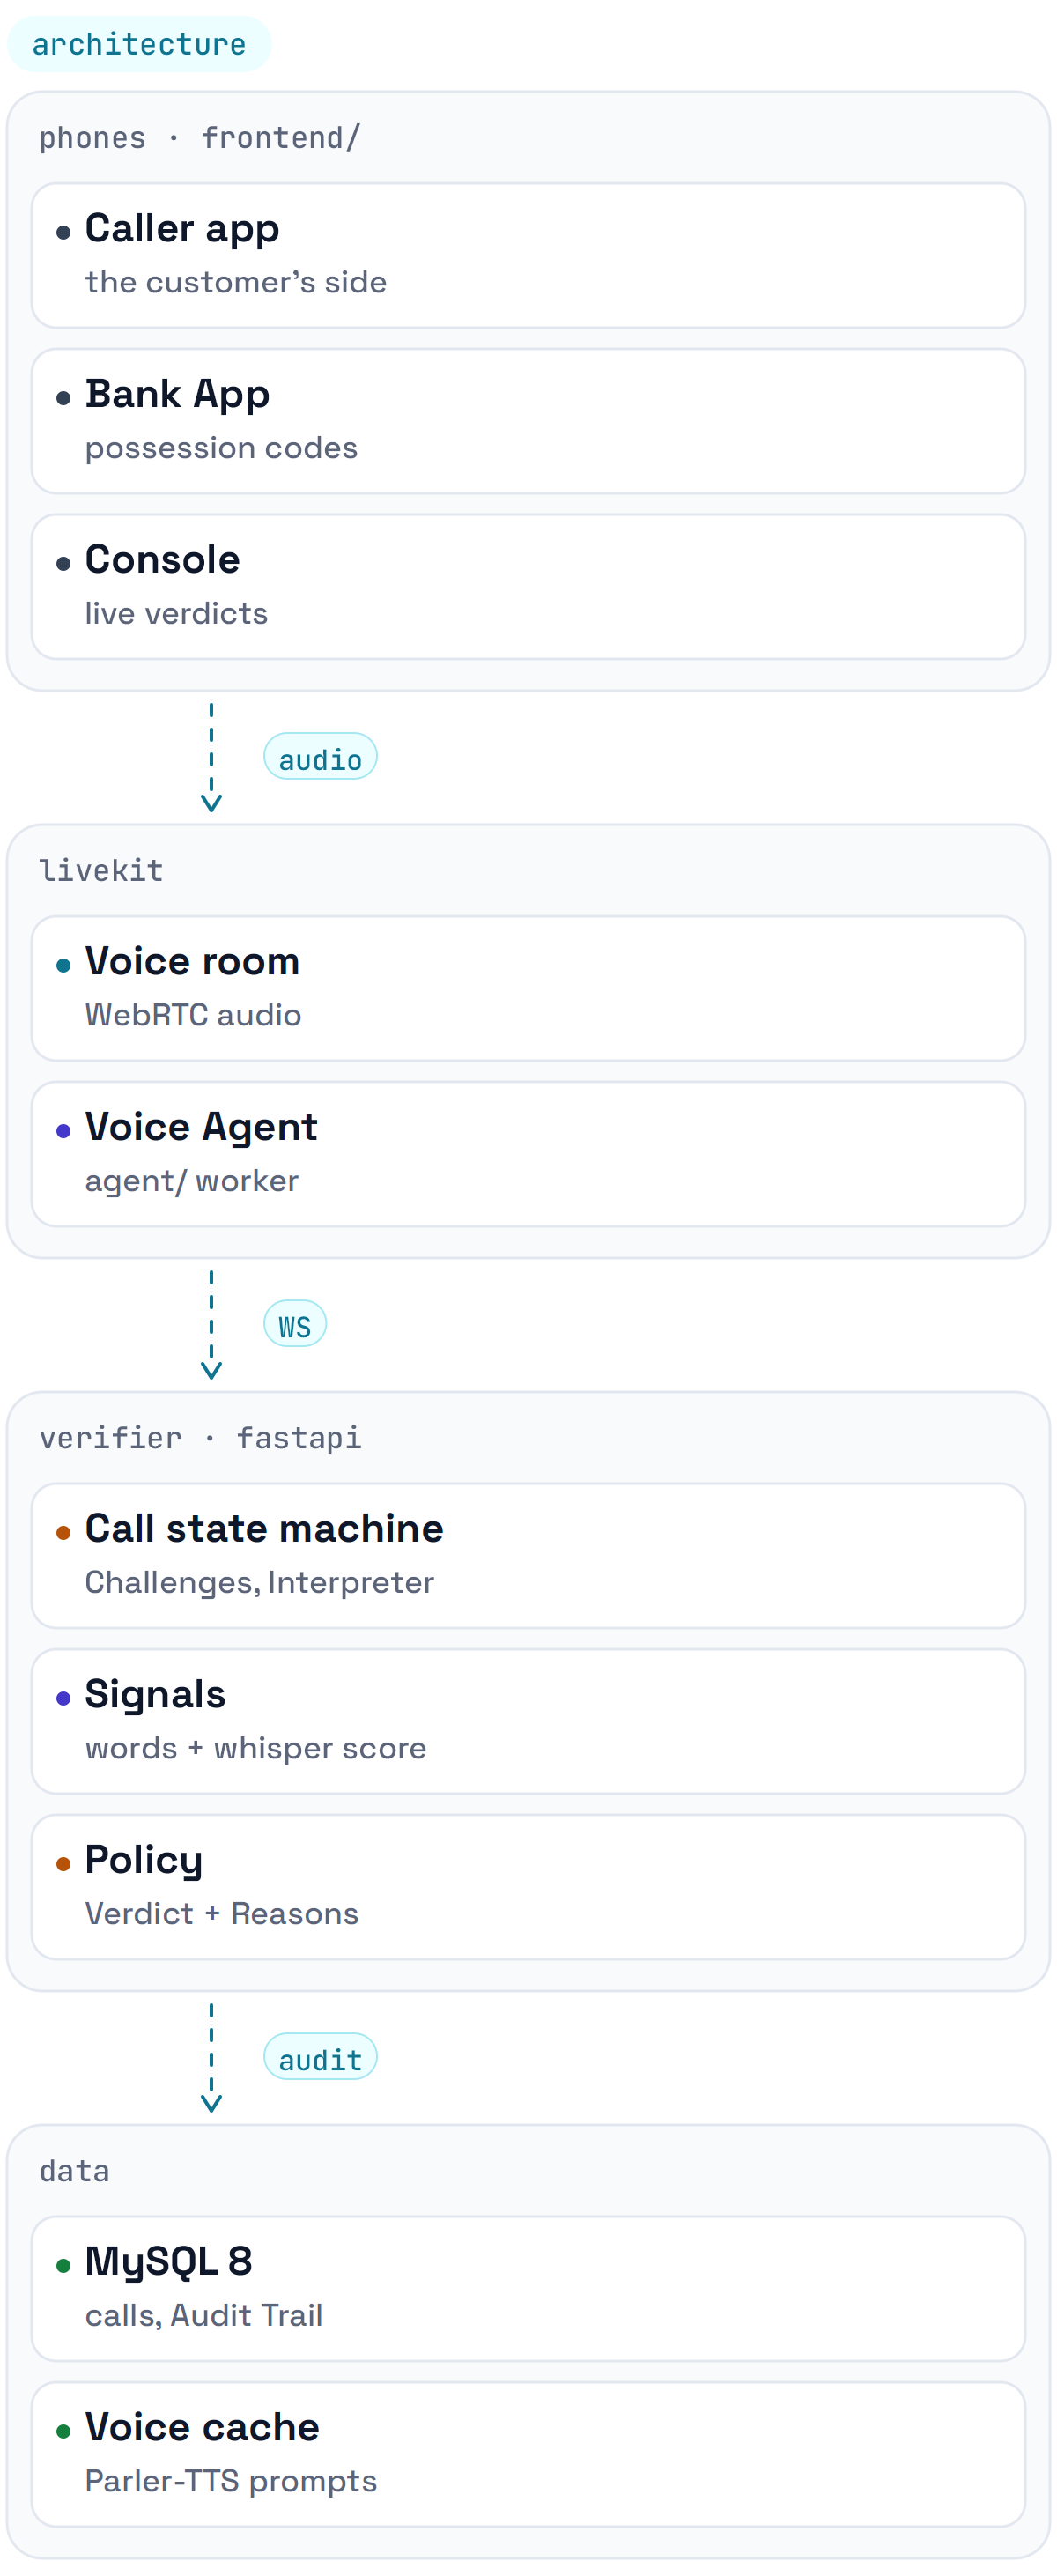 architecture
phones · frontend/
Caller app
the customer’s side
Bank App
possession codes
Console
live verdicts
audio
livekit
Voice room
WebRTC audio
Voice Agent
agent/ worker
WS
verifier · fastapi
Call state machine
Challenges, Interpreter
Signals
words + whisper score
Policy
Verdict + Reasons
audit
data
MySQL 8
calls, Audit Trail
Voice cache
Parler-TTS prompts